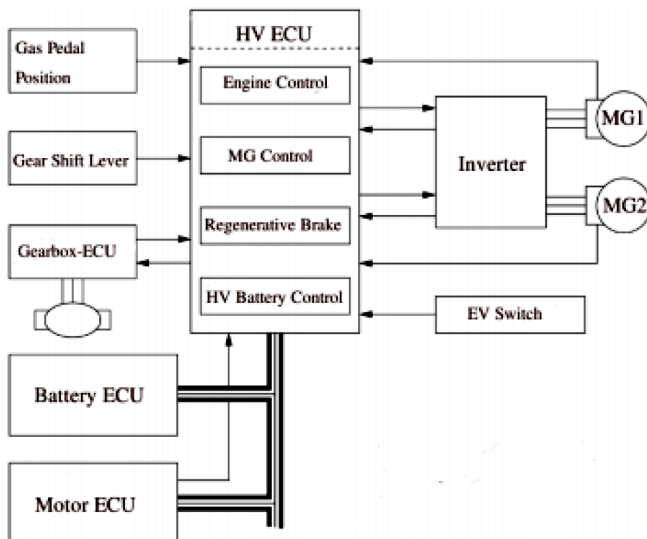 Gas Pedal
Position
Gear Shift Lever
Gearbox-ECU
Battery ECU
Motor ECU
HV ECU
Engine Control
MG Control
Regenerative Brake
HV Battery Control
Inverter
MG1
MG2
EV Switch